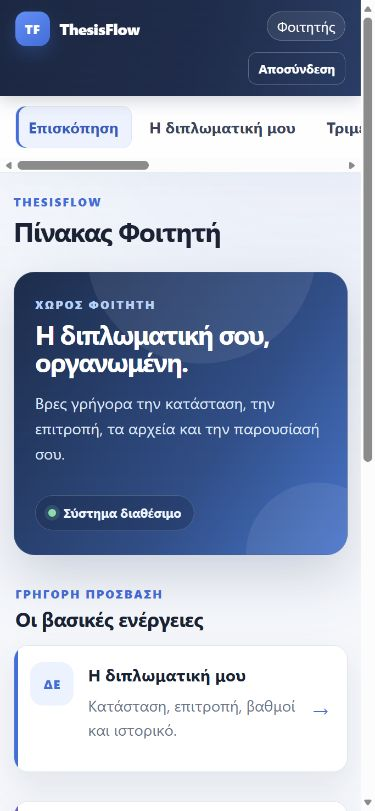 TF ThesisFlow
Φοιτητής
Αποσύνδεση
Επισκόπηση Η διπλωματική μου Τριμ
THESISFLOW
Πίνακας Φοιτητή
ΧΩΡΟΣ ΦΟΙΤΗΤΗ
Η διπλωματική σου,
οργανωμένη.
Βρες γρήγορα την κατάσταση, την
επιτροπή, τα αρχεία και την παρουσίασή
σου.
Σύστημα διαθέσιμο
ΓΡΗΓΟΡΗ ΠΡΟΣΒΑΣΗ
Οι βασικές ενέργειες
ΔΕ
Η διπλωματική μου
Κατάσταση, επιτροπή, βαθμοί →
και ιστορικό.